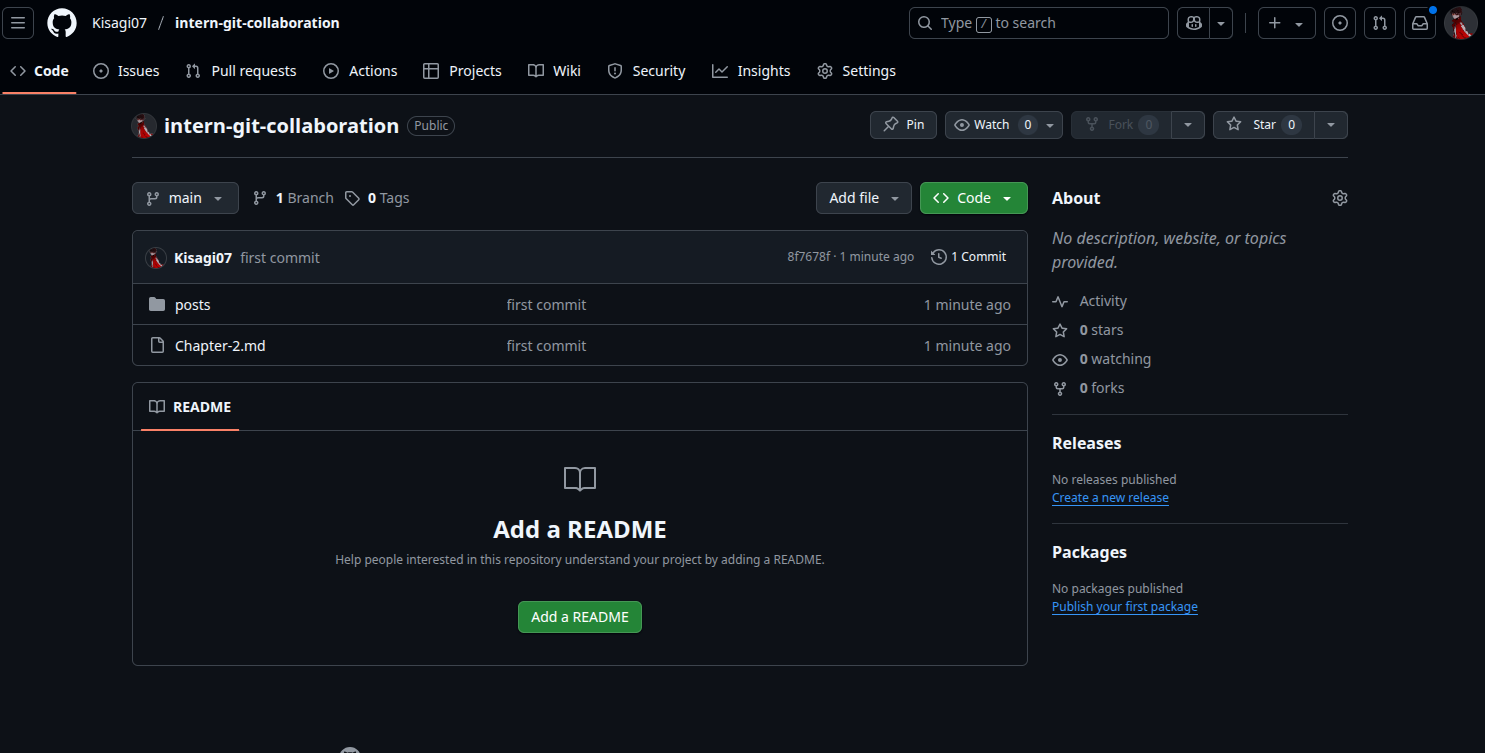 Kisagi07 / intern-git-collaboration
Type / to search
Code Issues Pull requests Actions Projects Wiki Security Insights Settings
intern-git-collaboration Public
Pin Watch 0 Fork 0 Star 0
main 1 Branch 0 Tags Add file Code
Kisagi07 first commit 8f7678f · 1 minute ago 1 Commit
posts first commit 1 minute ago
Chapter-2.md first commit 1 minute ago
README
Add a README
Help people interested in this repository understand your project by adding a README.
Add a README
About
No description, website, or topics
provided.
Activity
0 stars
0 watching
0 forks
Releases
No releases published
Create a new release
Packages
No packages published
Publish your first package